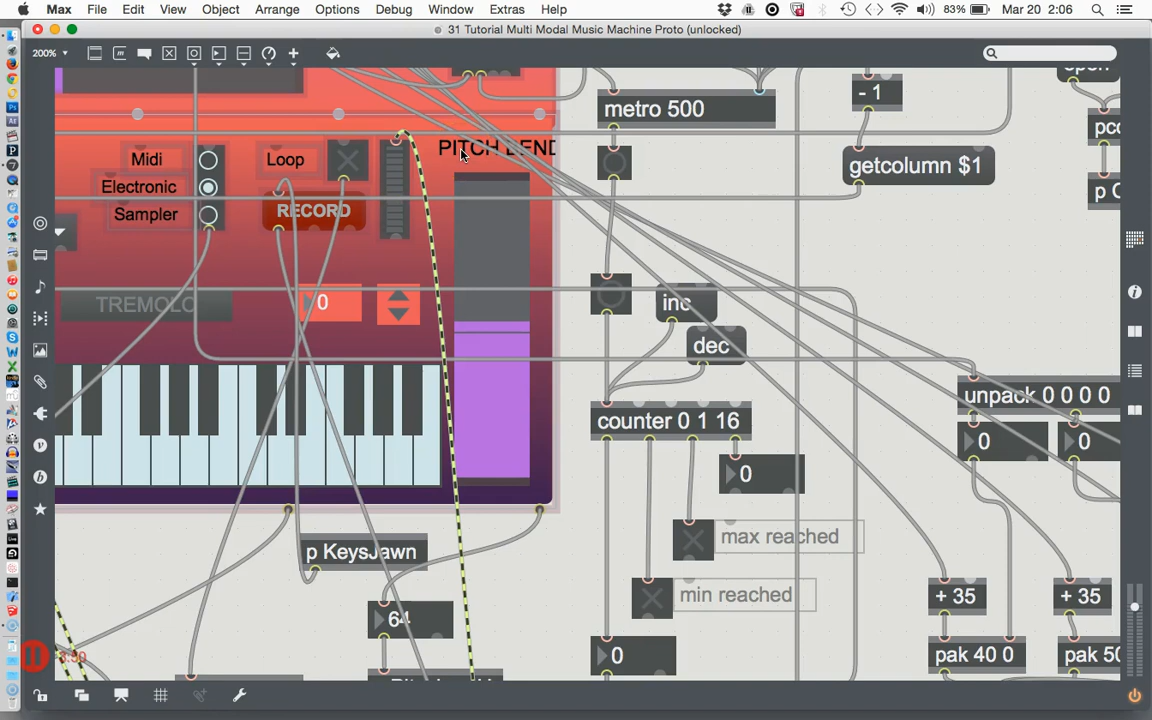 Max File Edit View Object Arrange Options Debug Window Extras Help 83% Mar 20 2:06
31 Tutorial Multi Modal Music Machine Proto (unlocked)
200%
metro 500
- 1
getcolumn $1
PITCH BEND
Midi
Electronic
Sampler
Loop
RECORD
TREMOLO
0
inc
dec
counter 0 1 16
0
max reached
min reached
0
unpack 0 0 0 0
0
0
+ 35
+ 35
pak 40 0
p KeysJawn
64